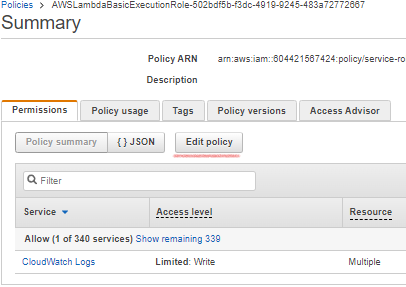 Policies > AWSLambdaBasicExecutionRole-502bdf5b-f3dc-4919-9245-483a72772667
Summary
Policy ARN arn:aws:iam::604421567424:policy/service-ro
Description
Permissions Policy usage Tags Policy versions Access Advisor
Policy summary { } JSON Edit policy
Filter
Service Access level Resource
Allow (1 of 340 services) Show remaining 339
CloudWatch Logs Limited: Write Multiple